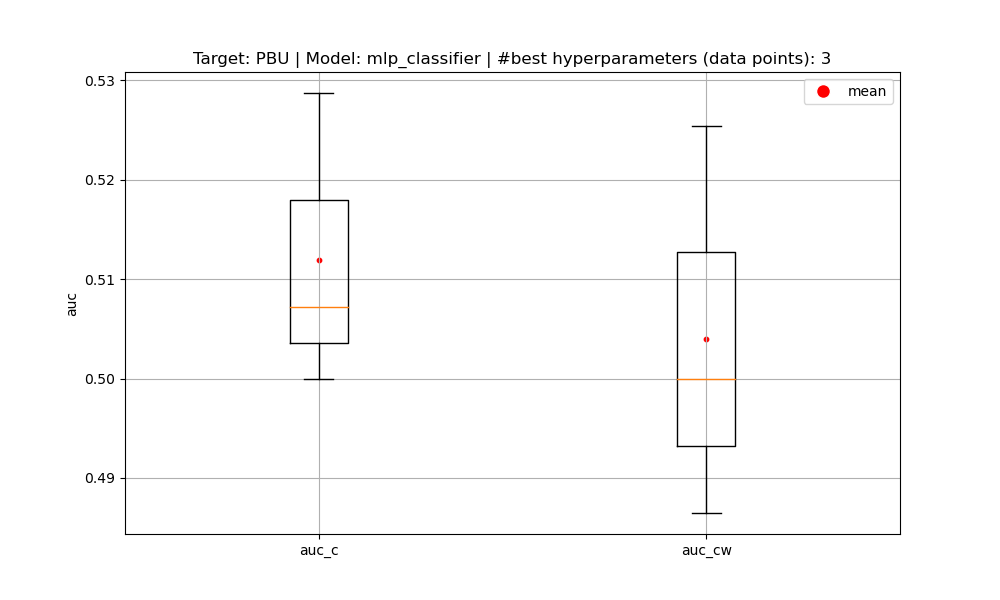 Target: PBU | Model: mlp_classifier | #best hyperparameters (data points): 3
mean
0.53
0.52
0.51
0.50
0.49
auc
auc_c
auc_cw